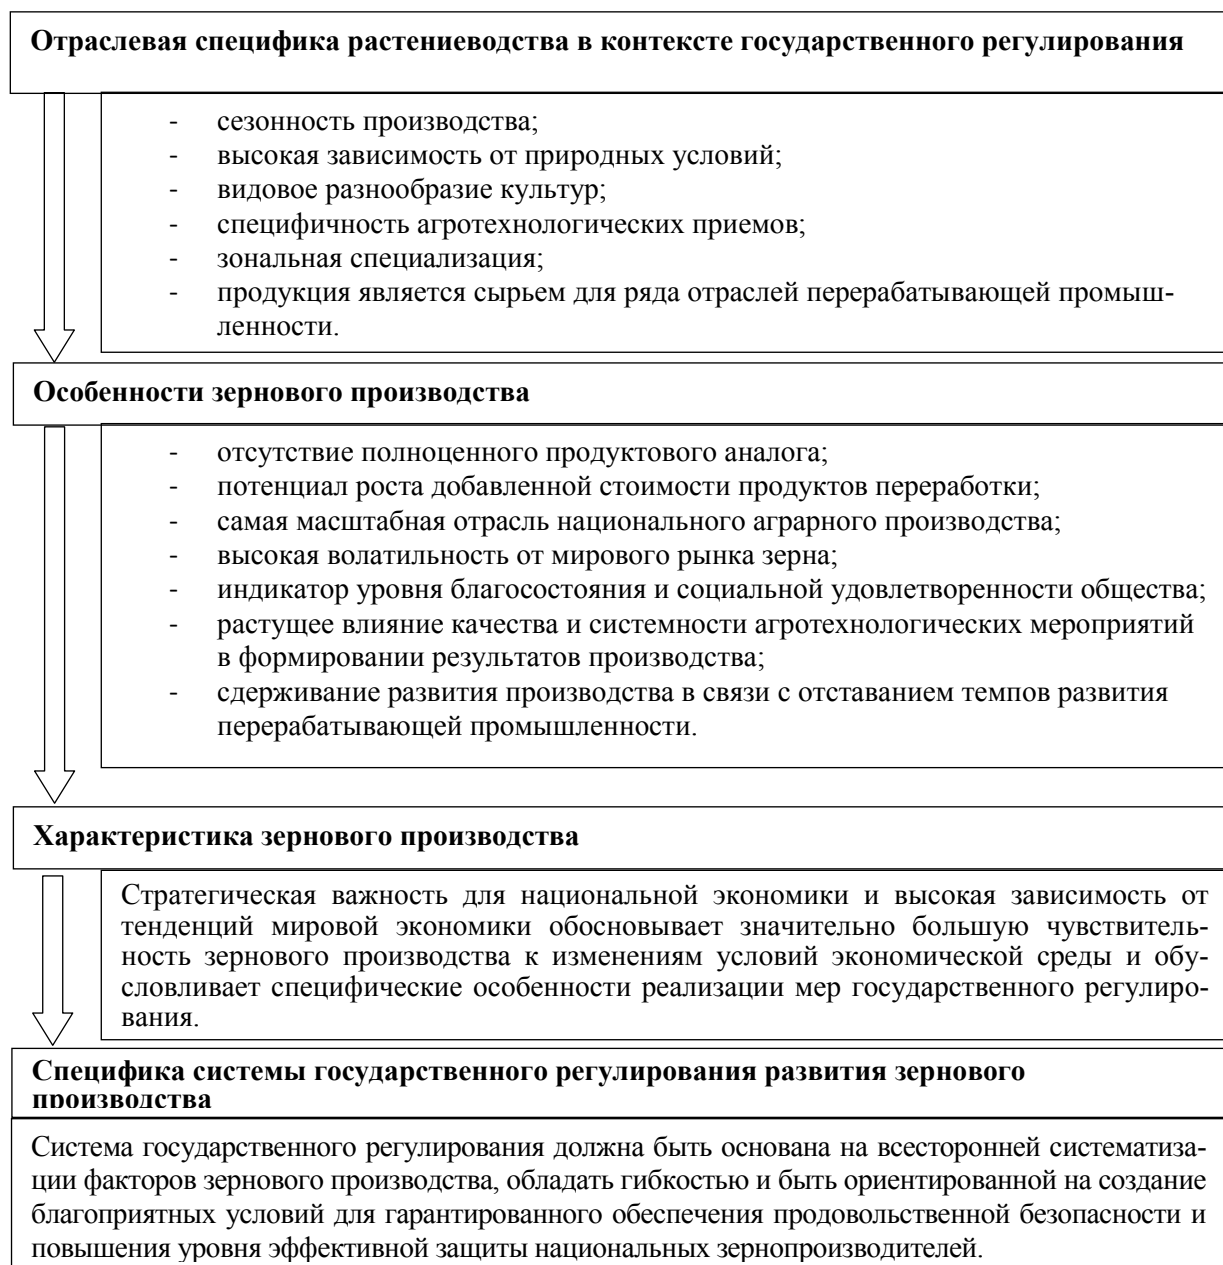 Отраслевая специфика растениеводства в контексте государственного регулирования
- сезонность производства;
- высокая зависимость от природных условий;
- видовое разнообразие культур;
- специфичность агротехнологических приемов;
- зональная специализация;
- продукция является сырьем для ряда отраслей перерабатывающей промыш-
ленности.
Особенности зернового производства
- отсутствие полноценного продуктового аналога;
- потенциал роста добавленной стоимости продуктов переработки;
- самая масштабная отрасль национального аграрного производства;
- высокая волатильность от мирового рынка зерна;
- индикатор уровня благосостояния и социальной удовлетворенности общества;
- растущее влияние качества и системности агротехнологических мероприятий
в формировании результатов производства;
- сдерживание развития производства в связи с отставанием темпов развития
перерабатывающей промышленности.
Характеристика зернового производства
Стратегическая важность для национальной экономики и высокая зависимость от
тенденций мировой экономики обосновывает значительно большую чувствитель-
ность зернового производства к изменениям условий экономической среды и обу-
словливает специфические особенности реализации мер государственного регулиро-
вания.
Специфика системы государственного регулирования развития зернового
производства
Система государственного регулирования должна быть основана на всесторонней систематиза-
ции факторов зернового производства, обладать гибкостью и быть ориентированной на создание
благоприятных условий для гарантированного обеспечения продовольственной безопасности и
повышения уровня эффективной защиты национальных зернопроизводителей.